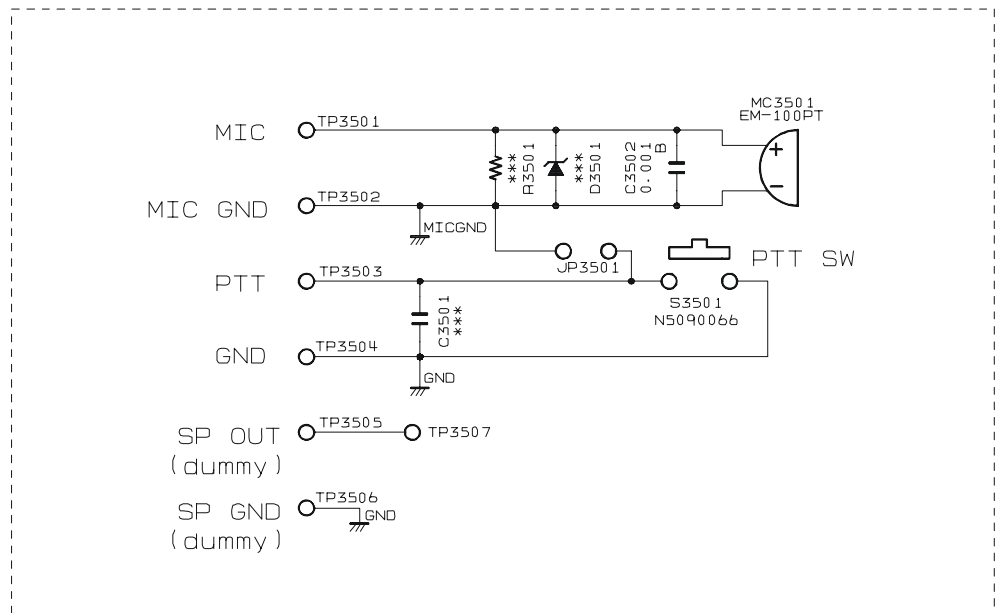 MC3501
EM-100PT
MIC
TP3501
***
R3501
***
D3501
C3502
0.001
B
+
-
MIC GND
TP3502
MICGND
JP3501
PTT SW
PTT
TP3503
S3501
N5090066
C3501
***
GND
TP3504
GND
SP OUT
(dummy)
TP3505
TP3507
SP GND
(dummy)
TP3506
GND